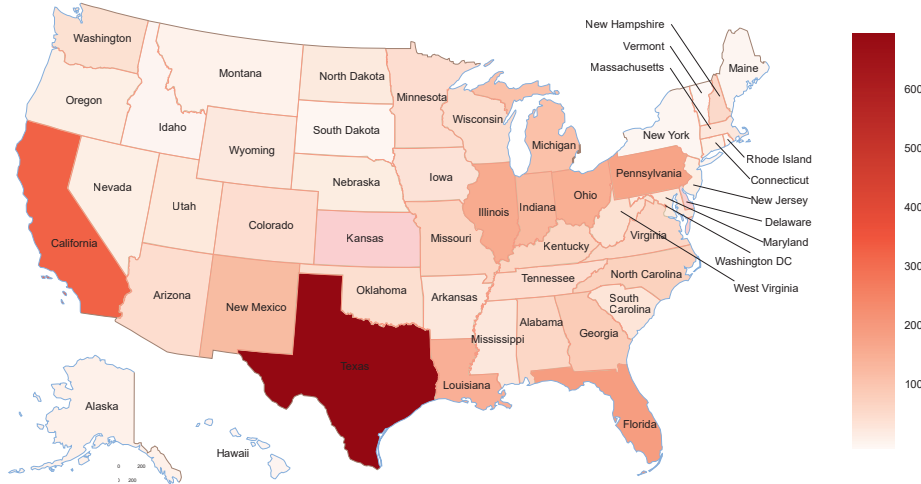 New Hampshire
Washington
Vermont
Massachusetts
Maine
Montana
North Dakota
Minnesota
600
Oregon
Idaho
South Dakota
Wisconsin
New York
500
Michigan
Wyoming
Rhode Island
Pennsylvania
Connecticut
Nevada
Nebraska
Iowa
New Jersey
400
Utah
Illinois
Indiana
Ohio
Delaware
Colorado
Kansas
Missouri
Virginia
California
Kentucky
Maryland
Washington DC
300
Oklahoma
Tennessee
North Carolina
West Virginia
Arizona
New Mexico
Arkansas
South
Carolina
Alabama
Georgia
Mississippi
200
Texas
Louisiana
100
Alaska
Florida
Hawaii
0 200
200